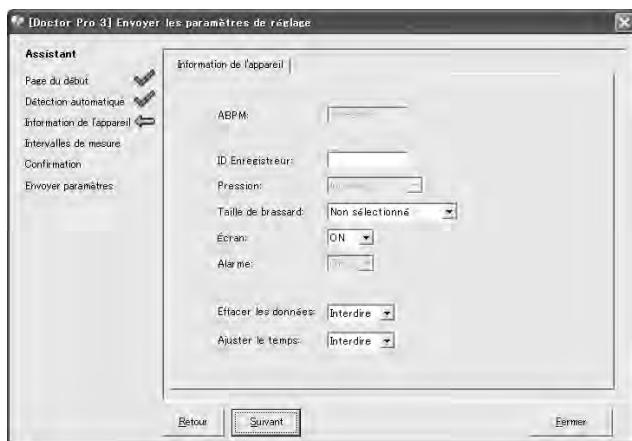 [Doctor Pro 3] Envoyer les paramètres de réglage
Assistant
Page du début
Détection automatique
Information de l'appareil
Intervalles de mesure
Confirmation
Envoyer paramètres
Information de l'appareil
ABPM:
ID Enregistreur:
Pression:
Taille de brassard: Non sélectionné
Écran: ON
Alarme:
Effacer les données: Interdire
Ajuster le temps: Interdire
Retour
Suivant
Fermer